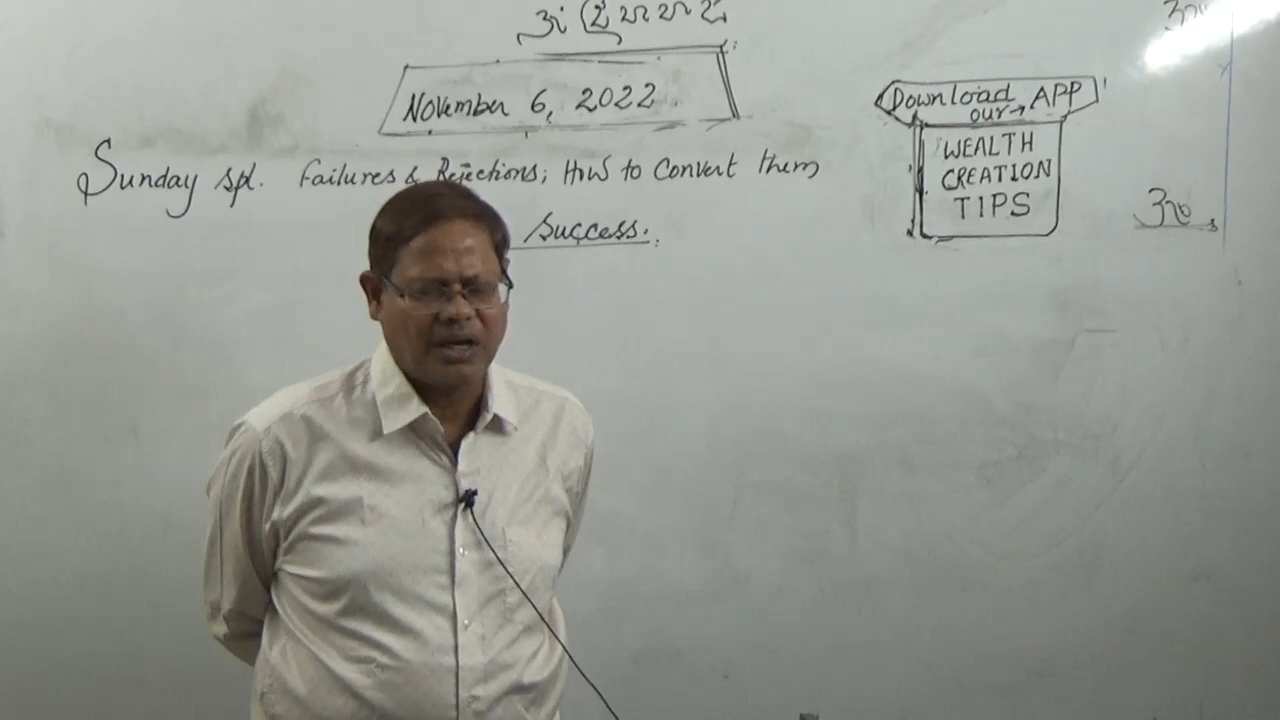 November 6, 2022
Sunday spl. Failures & Rejections; How to Convert them
Success.
Download our → APP
WEALTH
CREATION
TIPS